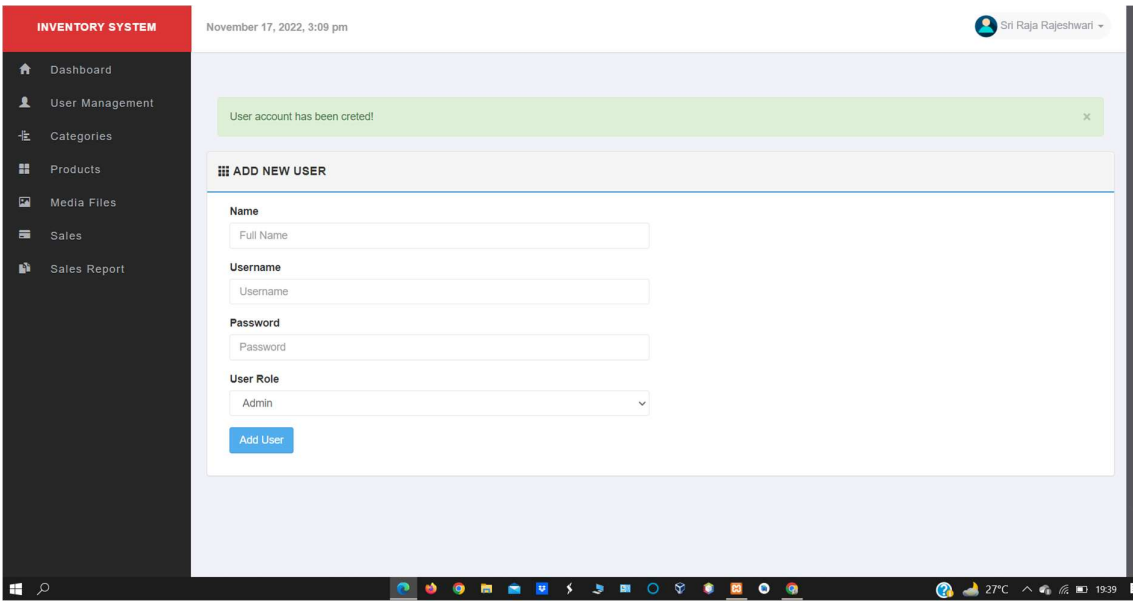 INVENTORY SYSTEM
November 17, 2022, 3:09 pm
Sri Raja Rajeshwari
Dashboard
User Management
Categories
Products
Media Files
Sales
Sales Report
User account has been creted!
×
ADD NEW USER
Name
Full Name
Username
Username
Password
Password
User Role
Admin
Add User
27°C
19:39